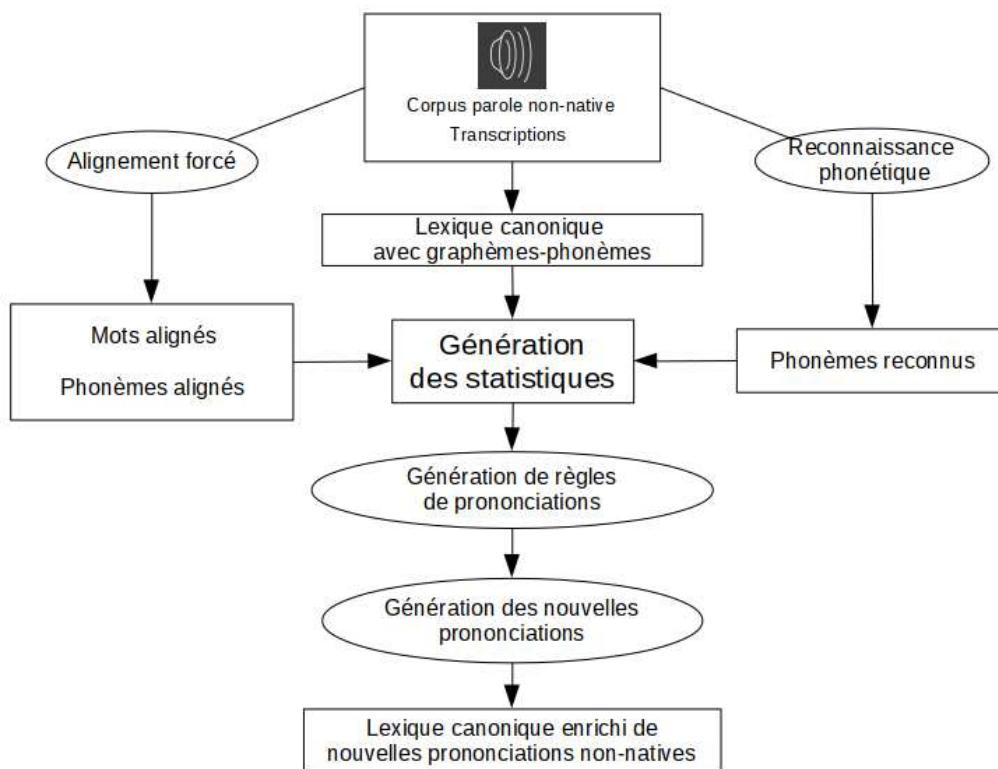 Corpus parole non-native
Transcriptions
Alignement forcé
Reconnaissance
phonétique
Lexique canonique
avec graphèmes-phonèmes
Mots alignés
Phonèmes alignés
Génération
des statistiques
Phonèmes reconnus
Génération de règles
de prononciations
Génération des nouvelles
prononciations
Lexique canonique enrichi de
nouvelles prononciations non-natives